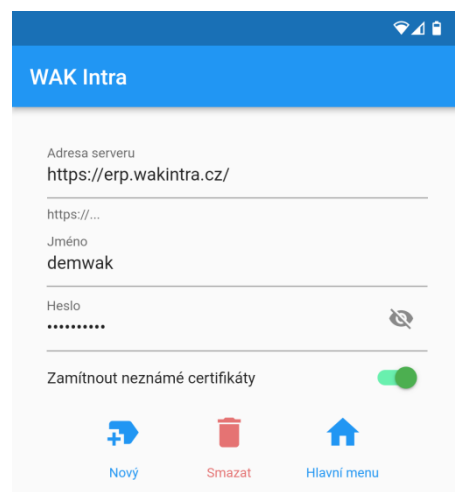 WAK Intra
Adresa serveru
https://erp.wakintra.cz/
https://...
Jméno
demwak
Heslo
••••••••••
Zamítnout neznámé certifikáty
Nový Smazat Hlavní menu